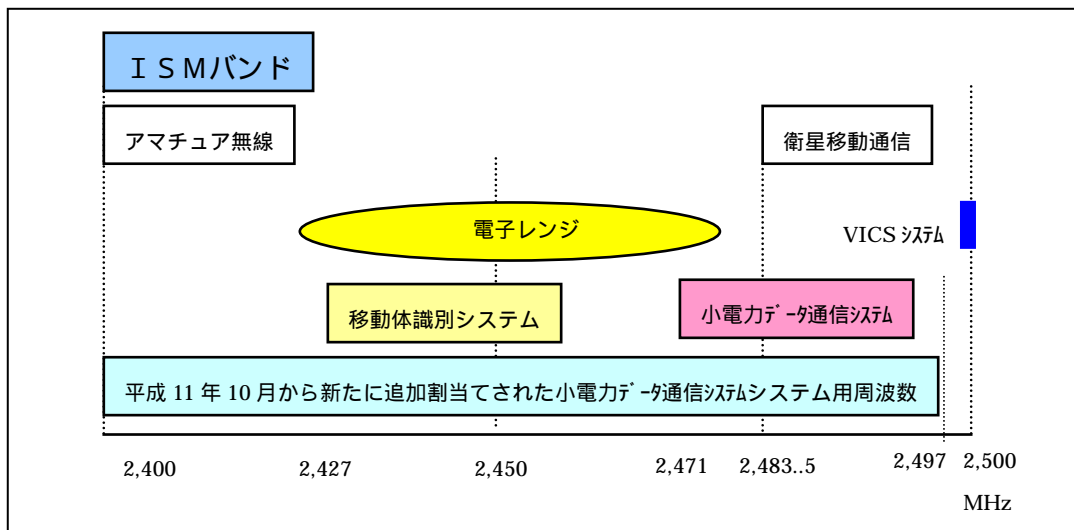 ＩＳＭバンド
アマチュア無線
衛星移動通信
電子レンジ
VICS ｼｽﾃﾑ
移動体識別システム
小電力ﾃﾞｰﾀ通信ｼｽﾃﾑ
平成 11 年 10 月から新たに追加割当てされた小電力ﾃﾞｰﾀ通信ｼｽﾃﾑシステム用周波数
2,400 2,427 2,450 2,471 2,483..5 2,497 2,500
MHz